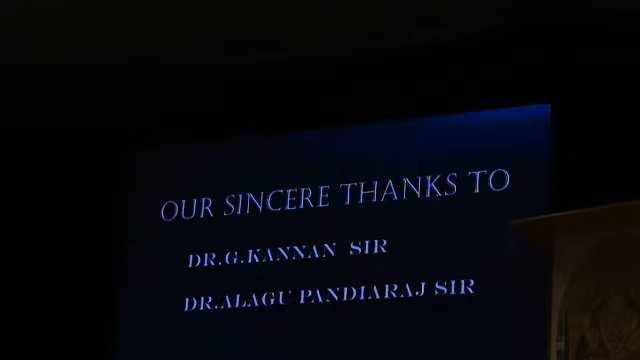 OUR SINCERE THANKS TO
DR.G.KANNAN SIR
DR.ALAGU PANDIARAJ SIR